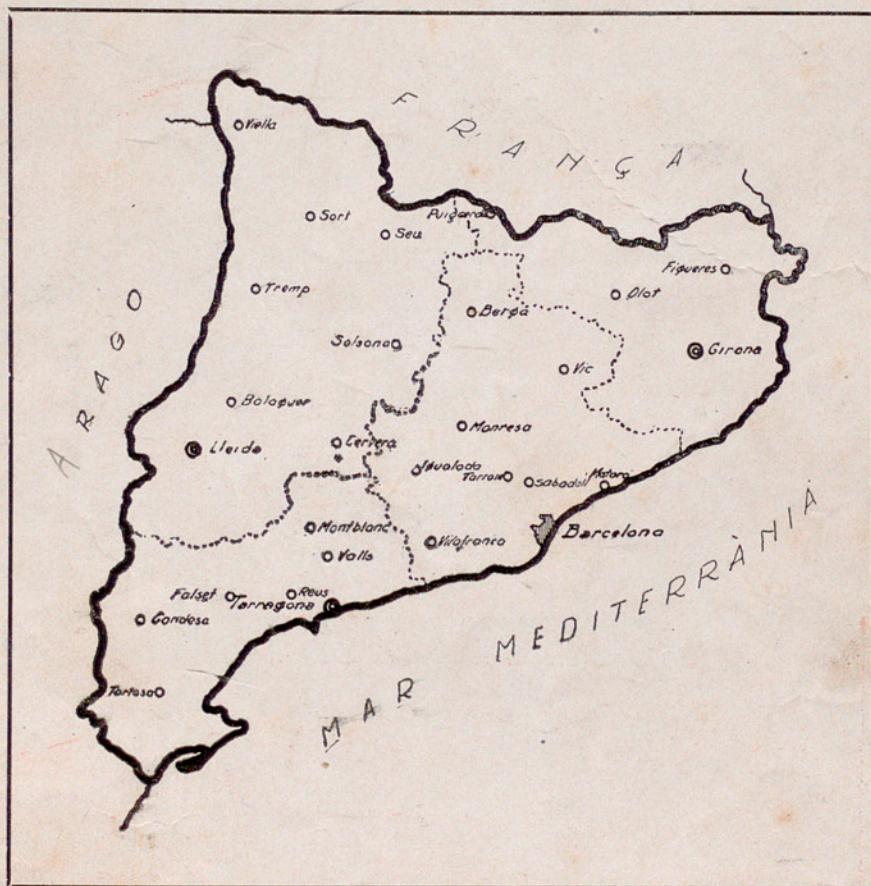 FRANÇA
Viella
Sort
Puigcerdà
Seu
Figueres
Tremp
Olot
Berga
ARAGO
Solsona
Girona
Vic
Balaguer
Manresa
Lleida
Cervera
Igualada
Sabadell
Mataró
Montblanc
Barcelona
Vilafranca
Valls
Falset
Reus
Tarragona
Gandesa
MAR MEDITERRÀNIA
Tortosa